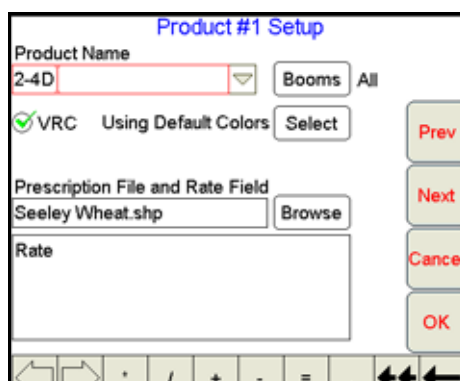 Product #1 Setup
Product Name
2-4D Booms All
VRC Using Default Colors Select
Prev
Prescription File and Rate Field
Next
Seeley Wheat.shp Browse
Rate
Cance
OK
* / + - =